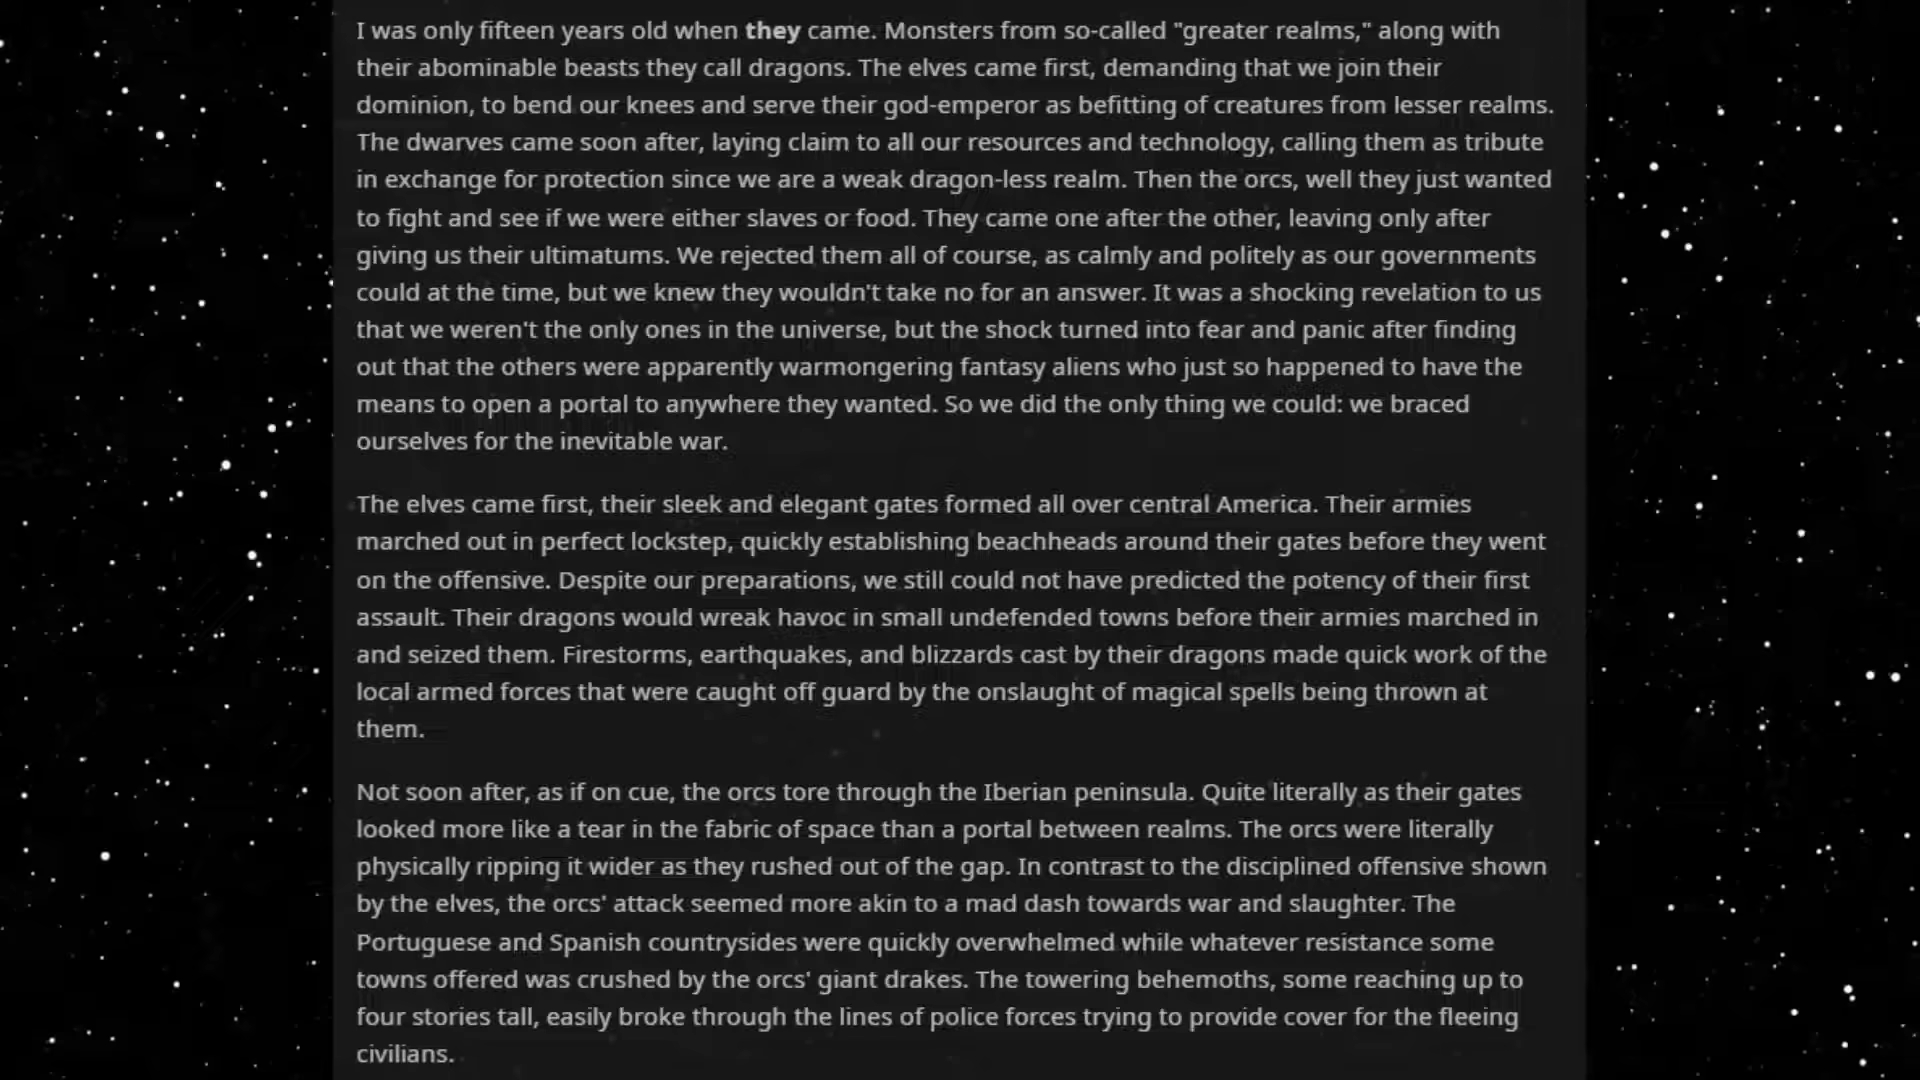 I was only fifteen years old when they came. Monsters from so-called "greater realms," along with
their abominable beasts they call dragons. The elves came first, demanding that we join their
dominion, to bend our knees and serve their god-emperor as befitting of creatures from lesser realms.
The dwarves came soon after, laying claim to all our resources and technology, calling them as tribute
in exchange for protection since we are a weak dragon-less realm. Then the orcs, well they just wanted
to fight and see if we were either slaves or food. They came one after the other, leaving only after
giving us their ultimatums. We rejected them all of course, as calmly and politely as our governments
could at the time, but we knew they wouldn't take no for an answer. It was a shocking revelation to us
that we weren't the only ones in the universe, but the shock turned into fear and panic after finding
out that the others were apparently warmongering fantasy aliens who just so happened to have the
means to open a portal to anywhere they wanted. So we did the only thing we could: we braced
ourselves for the inevitable war.
The elves came first, their sleek and elegant gates formed all over central America. Their armies
marched out in perfect lockstep, quickly establishing beachheads around their gates before they went
on the offensive. Despite our preparations, we still could not have predicted the potency of their first
assault. Their dragons would wreak havoc in small undefended towns before their armies marched in
and seized them. Firestorms, earthquakes, and blizzards cast by their dragons made quick work of the
local armed forces that were caught off guard by the onslaught of magical spells being thrown at
them.
Not soon after, as if on cue, the orcs tore through the Iberian peninsula. Quite literally as their gates
looked more like a tear in the fabric of space than a portal between realms. The orcs were literally
physically ripping it wider as they rushed out of the gap. In contrast to the disciplined offensive shown
by the elves, the orcs' attack seemed more akin to a mad dash towards war and slaughter. The
Portuguese and Spanish countrysides were quickly overwhelmed while whatever resistance some
towns offered was crushed by the orcs' giant drakes. The towering behemoths, some reaching up to
four stories tall, easily broke through the lines of police forces trying to provide cover for the fleeing
civilians.